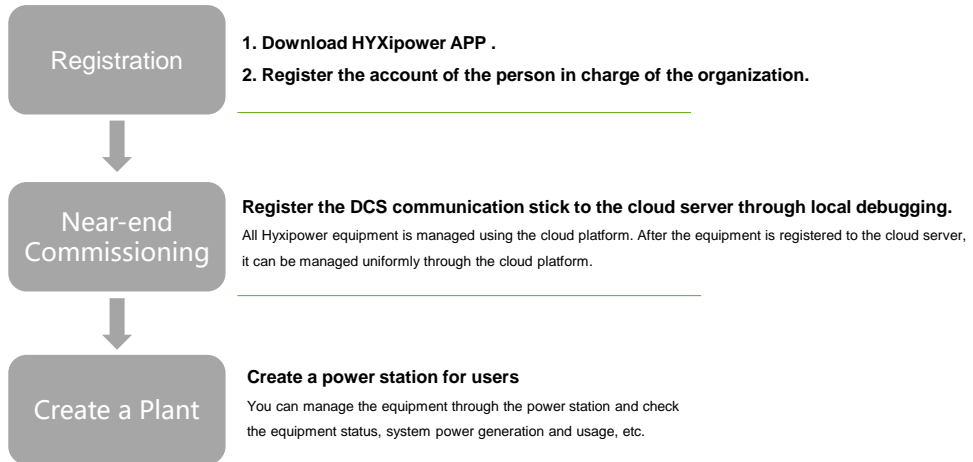 Registration
1. Download HYXipower APP .
2. Register the account of the person in charge of the organization.
Near-end
Commissioning
Register the DCS communication stick to the cloud server through local debugging.
All Hyxipower equipment is managed using the cloud platform. After the equipment is registered to the cloud server,
it can be managed uniformly through the cloud platform.
Create a Plant
Create a power station for users
You can manage the equipment through the power station and check
the equipment status, system power generation and usage, etc.